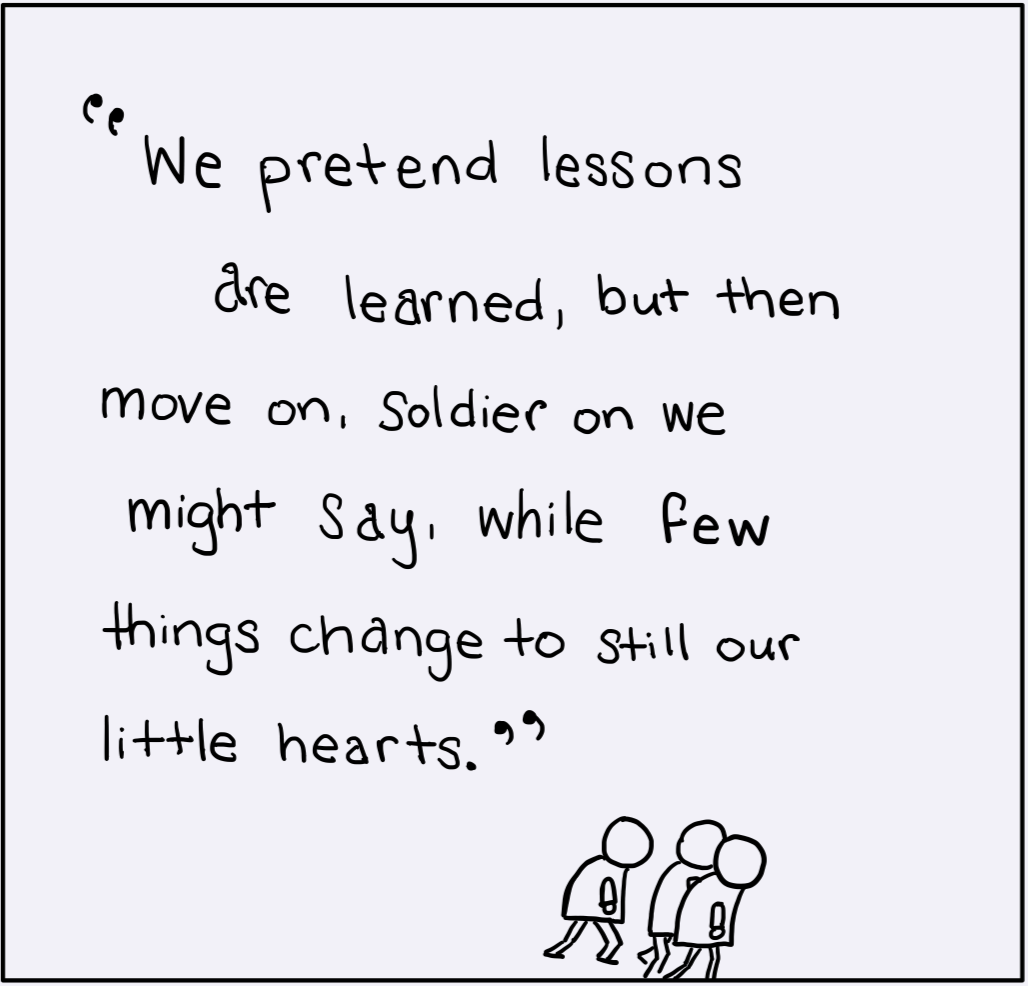 “We pretend lessons
are learned, but then
move on, Soldier on we
might say, while few
things change to still our
little hearts.”